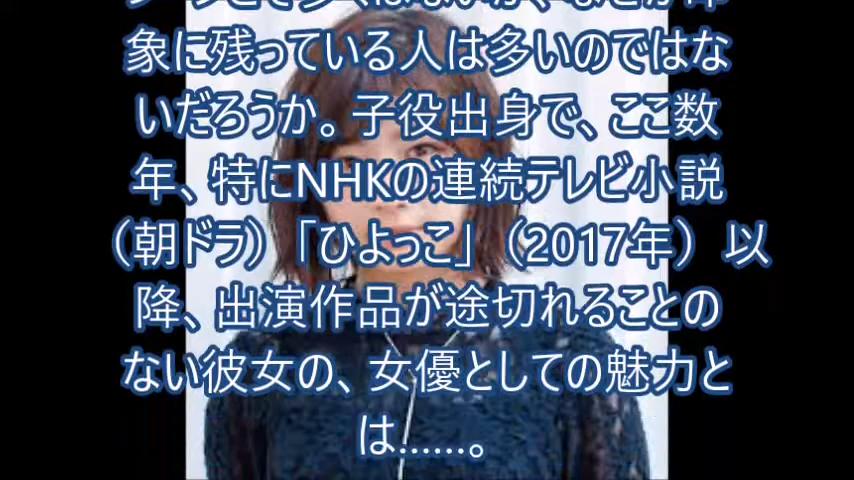 象に残っている人は多いのではな
いだろうか。子役出身で、ここ数
年、特にNHKの連続テレビ小説
（朝ドラ）「ひよっこ」（2017年）以
降、出演作品が途切れることの
ない彼女の、女優としての魅力と
は……。